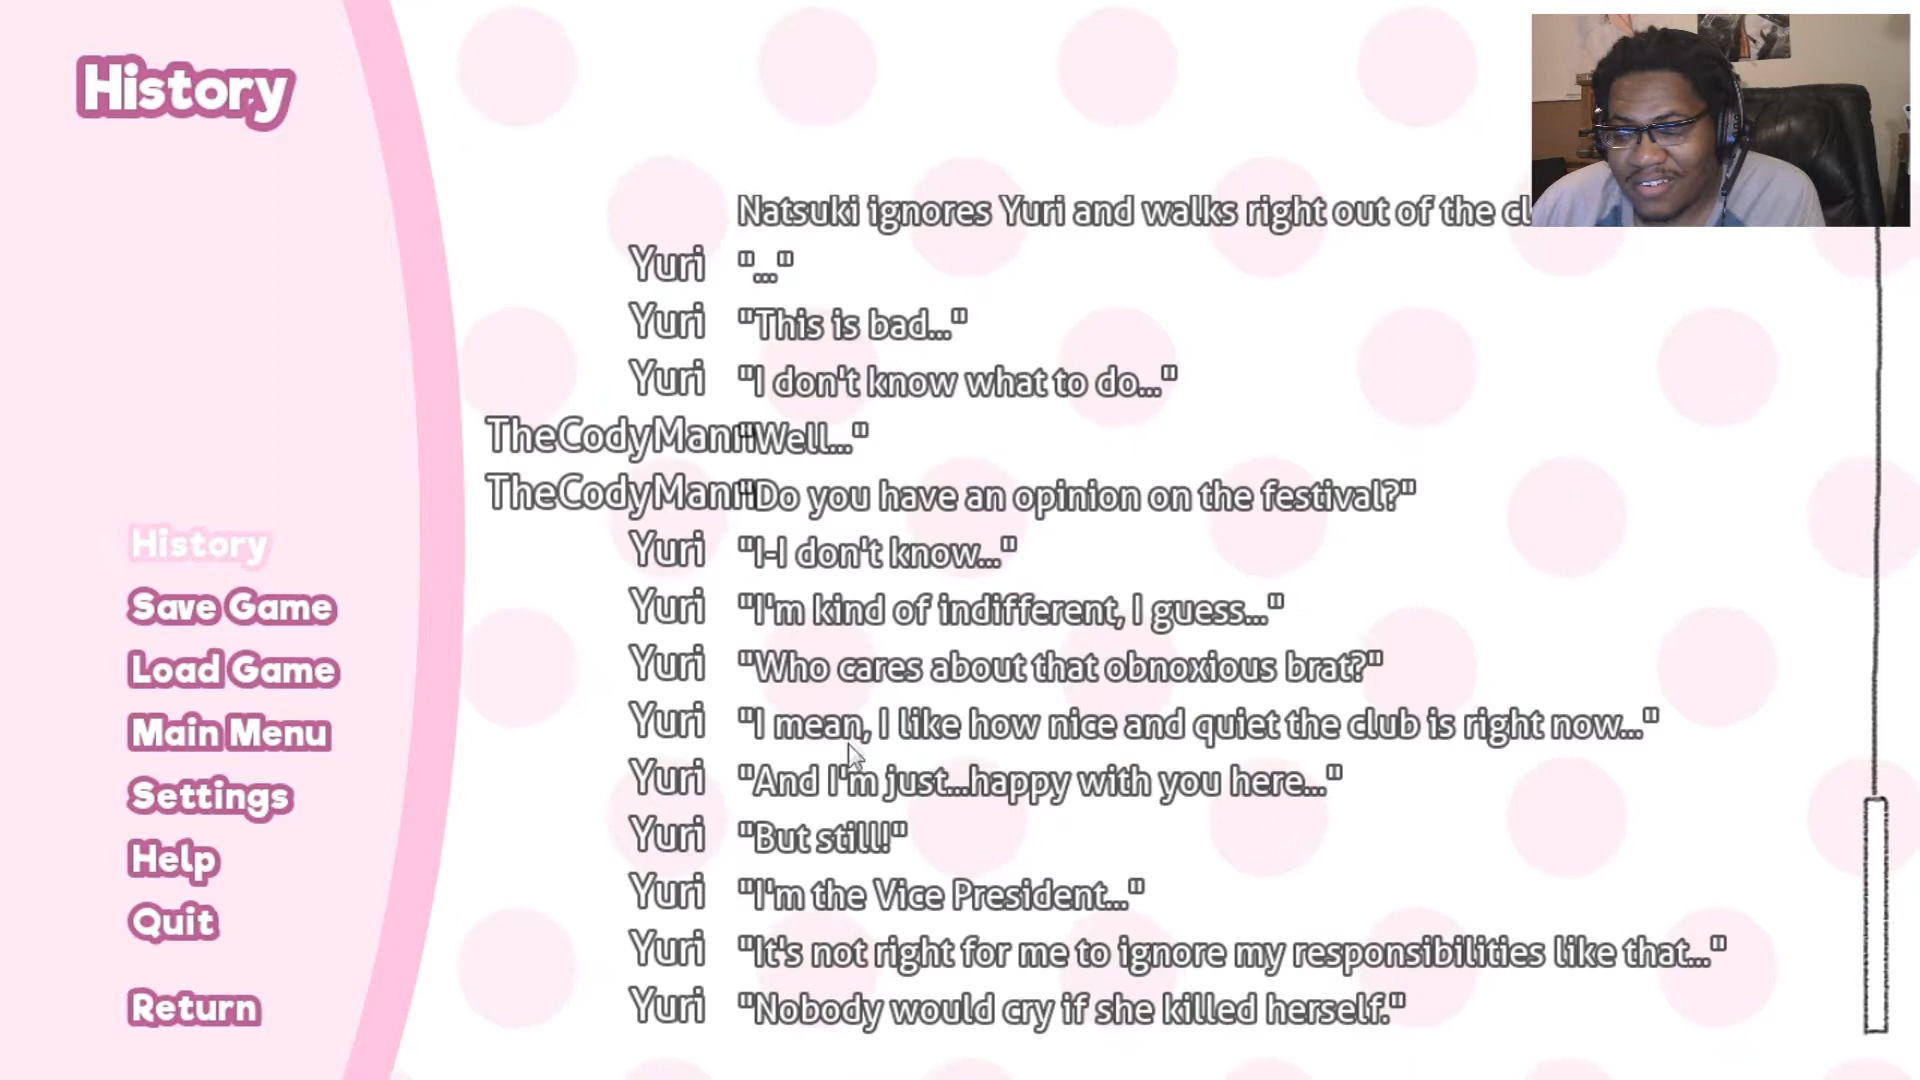 History
Natsuki ignores Yuri and walks right out of the
Yuri "..."
Yuri "This is bad..."
Yuri "I don't know what to do..."
TheCodyMann "Well..."
TheCodyMann "Do you have an opinion on the festival?"
Yuri "I-I don't know..."
Yuri "I'm kind of indifferent, I guess..."
Yuri "Who cares about that obnoxious brat?"
Yuri "I mean, I like how nice and quiet the club is right now..."
Yuri "And I'm just...happy with you here..."
Yuri "But still!"
Yuri "I'm the Vice President..."
Yuri "It's not right for me to ignore my responsibilities like that..."
Yuri "Nobody would cry if she killed herself."
History
Save Game
Load Game
Main Menu
Settings
Help
Quit
Return